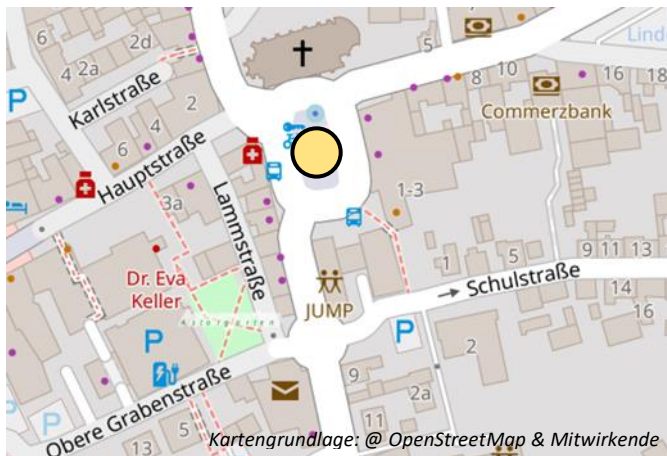 6
2d
5
Linde
4 2a
8 10
16 18
Karlstraße
2
Commerzbank
P
4
6
Hauptstraße
1-3
3a
Lammstraße
9 11 13
1
5
Schulstraße
Dr. Eva
Keller
JUMP
14
P
P
2
16
Obere Grabenstraße
9
2a
P
P
5
11
13
Kartengrundlage: @ OpenStreetMap & Mitwirkende